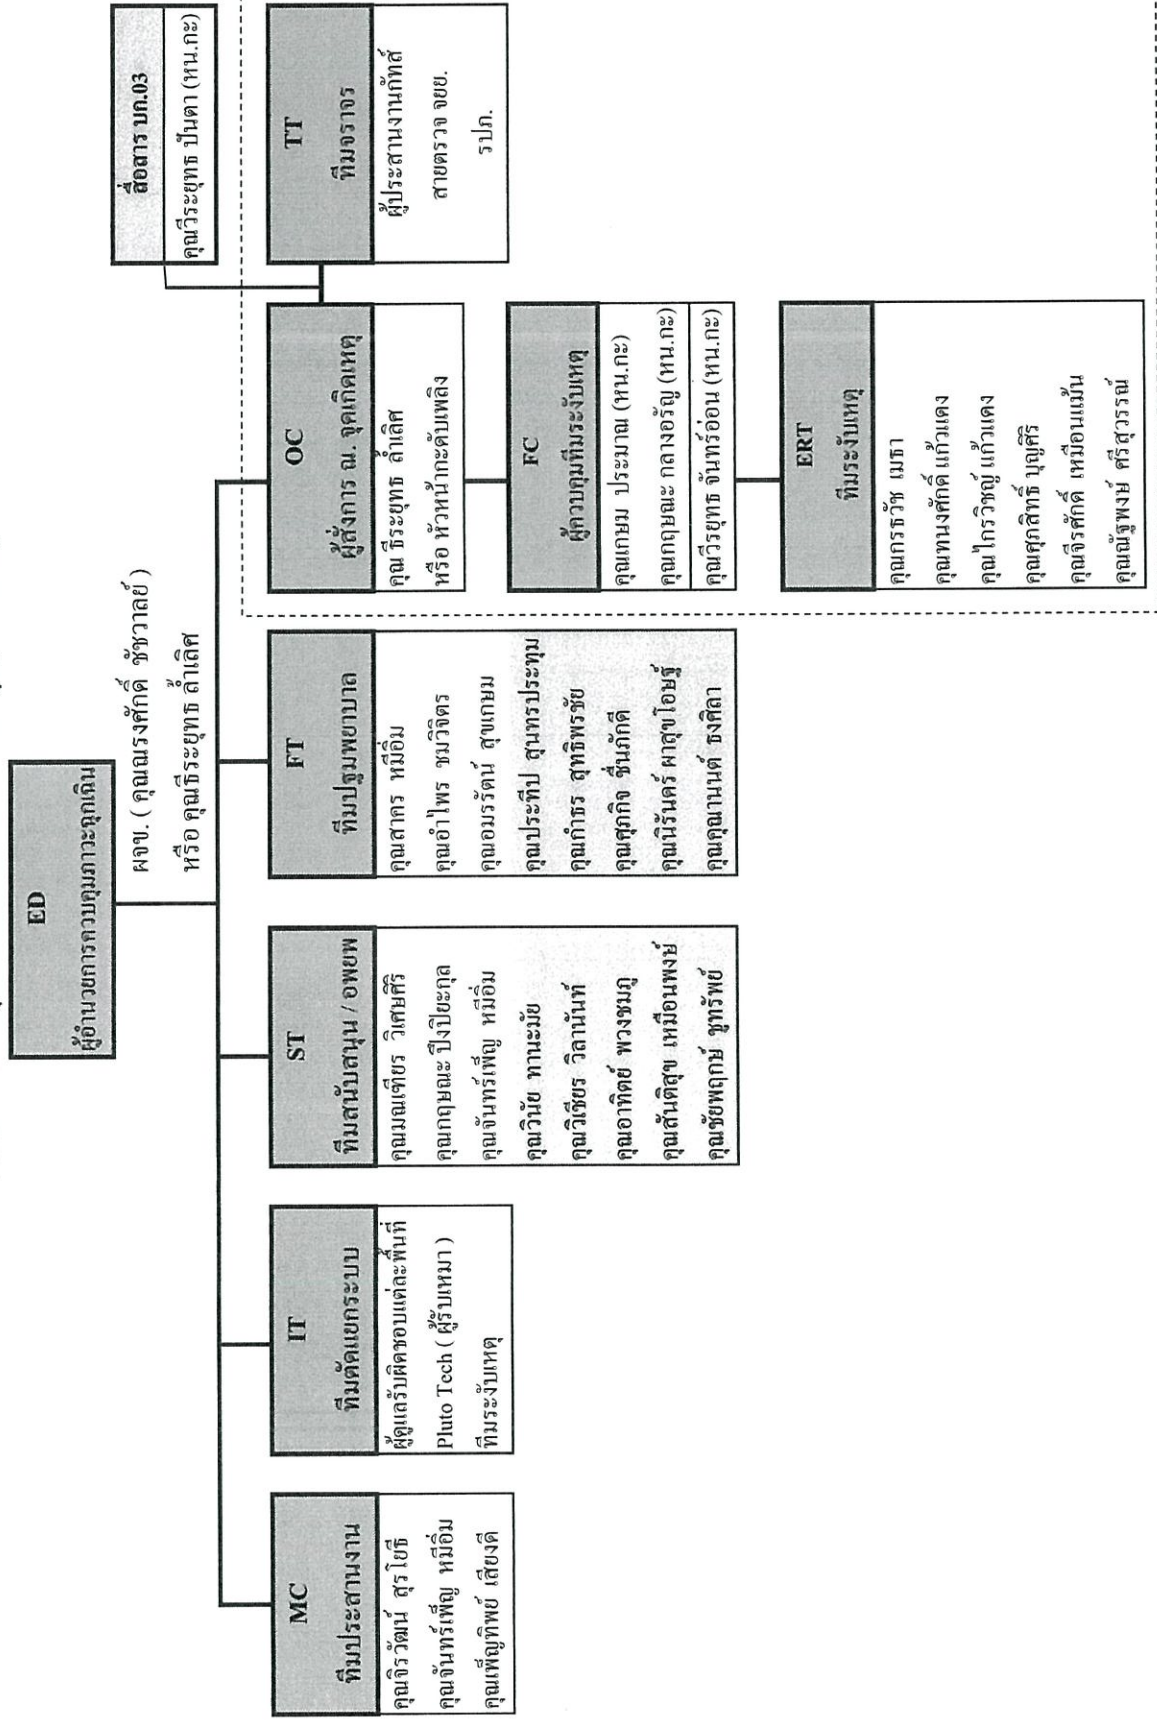 ED
ผู้อำนวยการควบคุมภาวะฉุกเฉิน
ผจข. ( คุณณรงศักดิ์ ชัชวาลย์ )
หรือ คุณธีระยุทธ ล้ำเลิศ
สื่อสาร บก.03
คุณวีระยุทธ ปันตา (หน.กะ)
MC
ทีมประสานงาน
คุณจิรวัฒน์ สุรโยธี
คุณจันทร์เพ็ญ หมีอิ่ม
คุณเพ็ญทิพย์ เสียงดี
IT
ทีมตัดแยกระบบ
ผู้ดูแลรับผิดชอบแต่ละพื้นที่
Pluto Tech ( ผู้รับเหมา )
ทีมระงับเหตุ
ST
ทีมสนับสนุน / อพยพ
คุณมณเฑียร วิเศษศิริ
คุณกฤษณะ ปิงปิยะกุล
คุณจันทร์เพ็ญ หมีอิ่ม
คุณวินัย ทานะมัย
คุณวิเชียร วิลานันท์
คุณอาทิตย์ พวงชมภู
คุณสันติสุข เหมือนพงษ์
คุณชัยพฤกษ์ ชูทรัพย์
FT
ทีมปฐมพยาบาล
คุณสาคร หมีอิ่ม
คุณอำไพร ชมวิจิตร
คุณอมรรัตน์ สุขเกษม
คุณประทีป สุนทรประทุม
คุณกำธร สุทธิพรชัย
คุณศุภกิจ ชื่นภักดี
คุณนิรันดร์ ผาสุขโอษฐ์
คุณคุณานนต์ ธงศิลา
OC
ผู้สั่งการ ณ. จุดเกิดเหตุ
คุณ ธีระยุทธ ล้ำเลิศ
หรือ หัวหน้ากะดับเพลิง
TT
ทีมจราจร
ผู้ประสานงานกัทส์
สายตรวจ จยย.
รปภ.
FC
ผู้ควบคุมทีมระงับเหตุ
คุณเกษม ประมาณ (หน.กะ)
คุณกฤษณะ กลางอรัญ (หน.กะ)
คุณวีรยุทธ จันทร์อ่อน (หน.กะ)
ERT
ทีมระงับเหตุ
คุณกรธวัช เมธา
คุณทนงศักดิ์ แก้วแดง
คุณไกรวิชญ์ แก้วแดง
คุณศุภสิทธิ์ บุญศิริ
คุณจิรศักดิ์ เหมือนแม้น
คุณณัฐพงษ์ ศรีสุวรรณ์